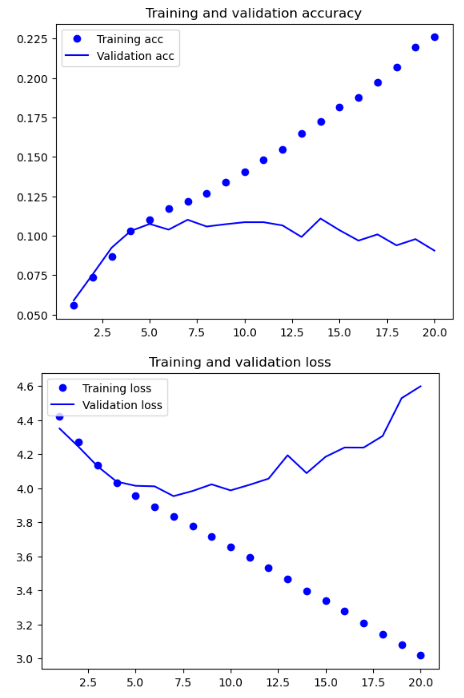 Training and validation accuracy
Training acc
Validation acc
0.225
0.200
0.175
0.150
0.125
0.100
0.075
0.050
2.5 5.0 7.5 10.0 12.5 15.0 17.5 20.0
Training and validation loss
Training loss
Validation loss
4.6
4.4
4.2
4.0
3.8
3.6
3.4
3.2
3.0
2.5 5.0 7.5 10.0 12.5 15.0 17.5 20.0